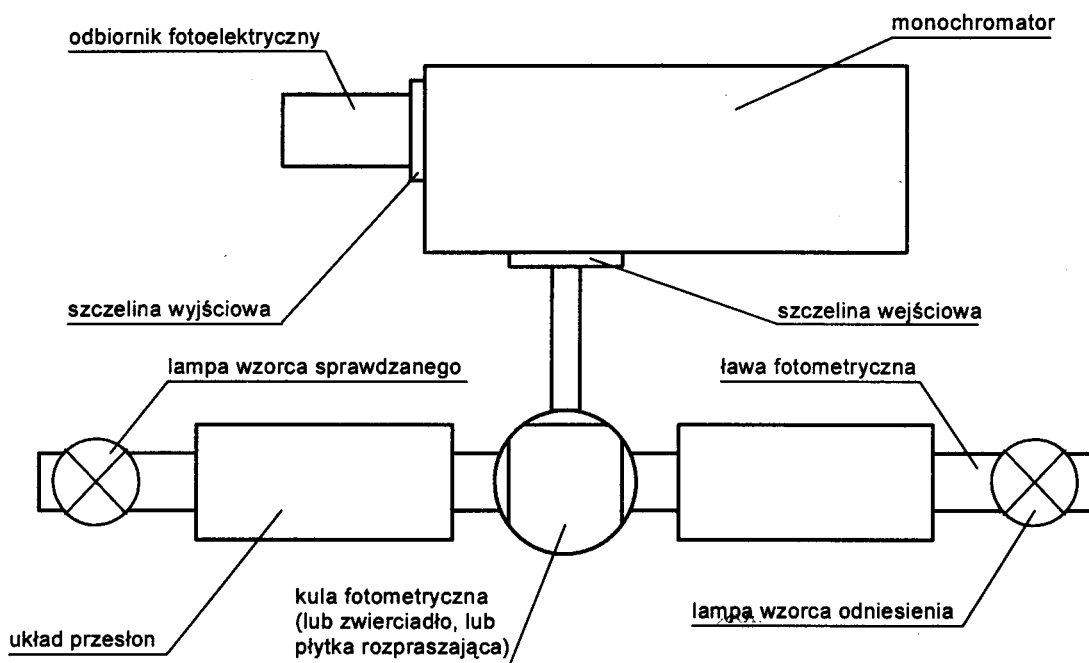 odbiornik fotoelektryczny
monochromator
szczelina wyjściowa
szczelina wejściowa
lampa wzorca sprawdzanego
ława fotometryczna
kula fotometryczna
(lub zwierciadło, lub
płytka rozpraszająca)
lampa wzorca odniesienia
układ przesłon